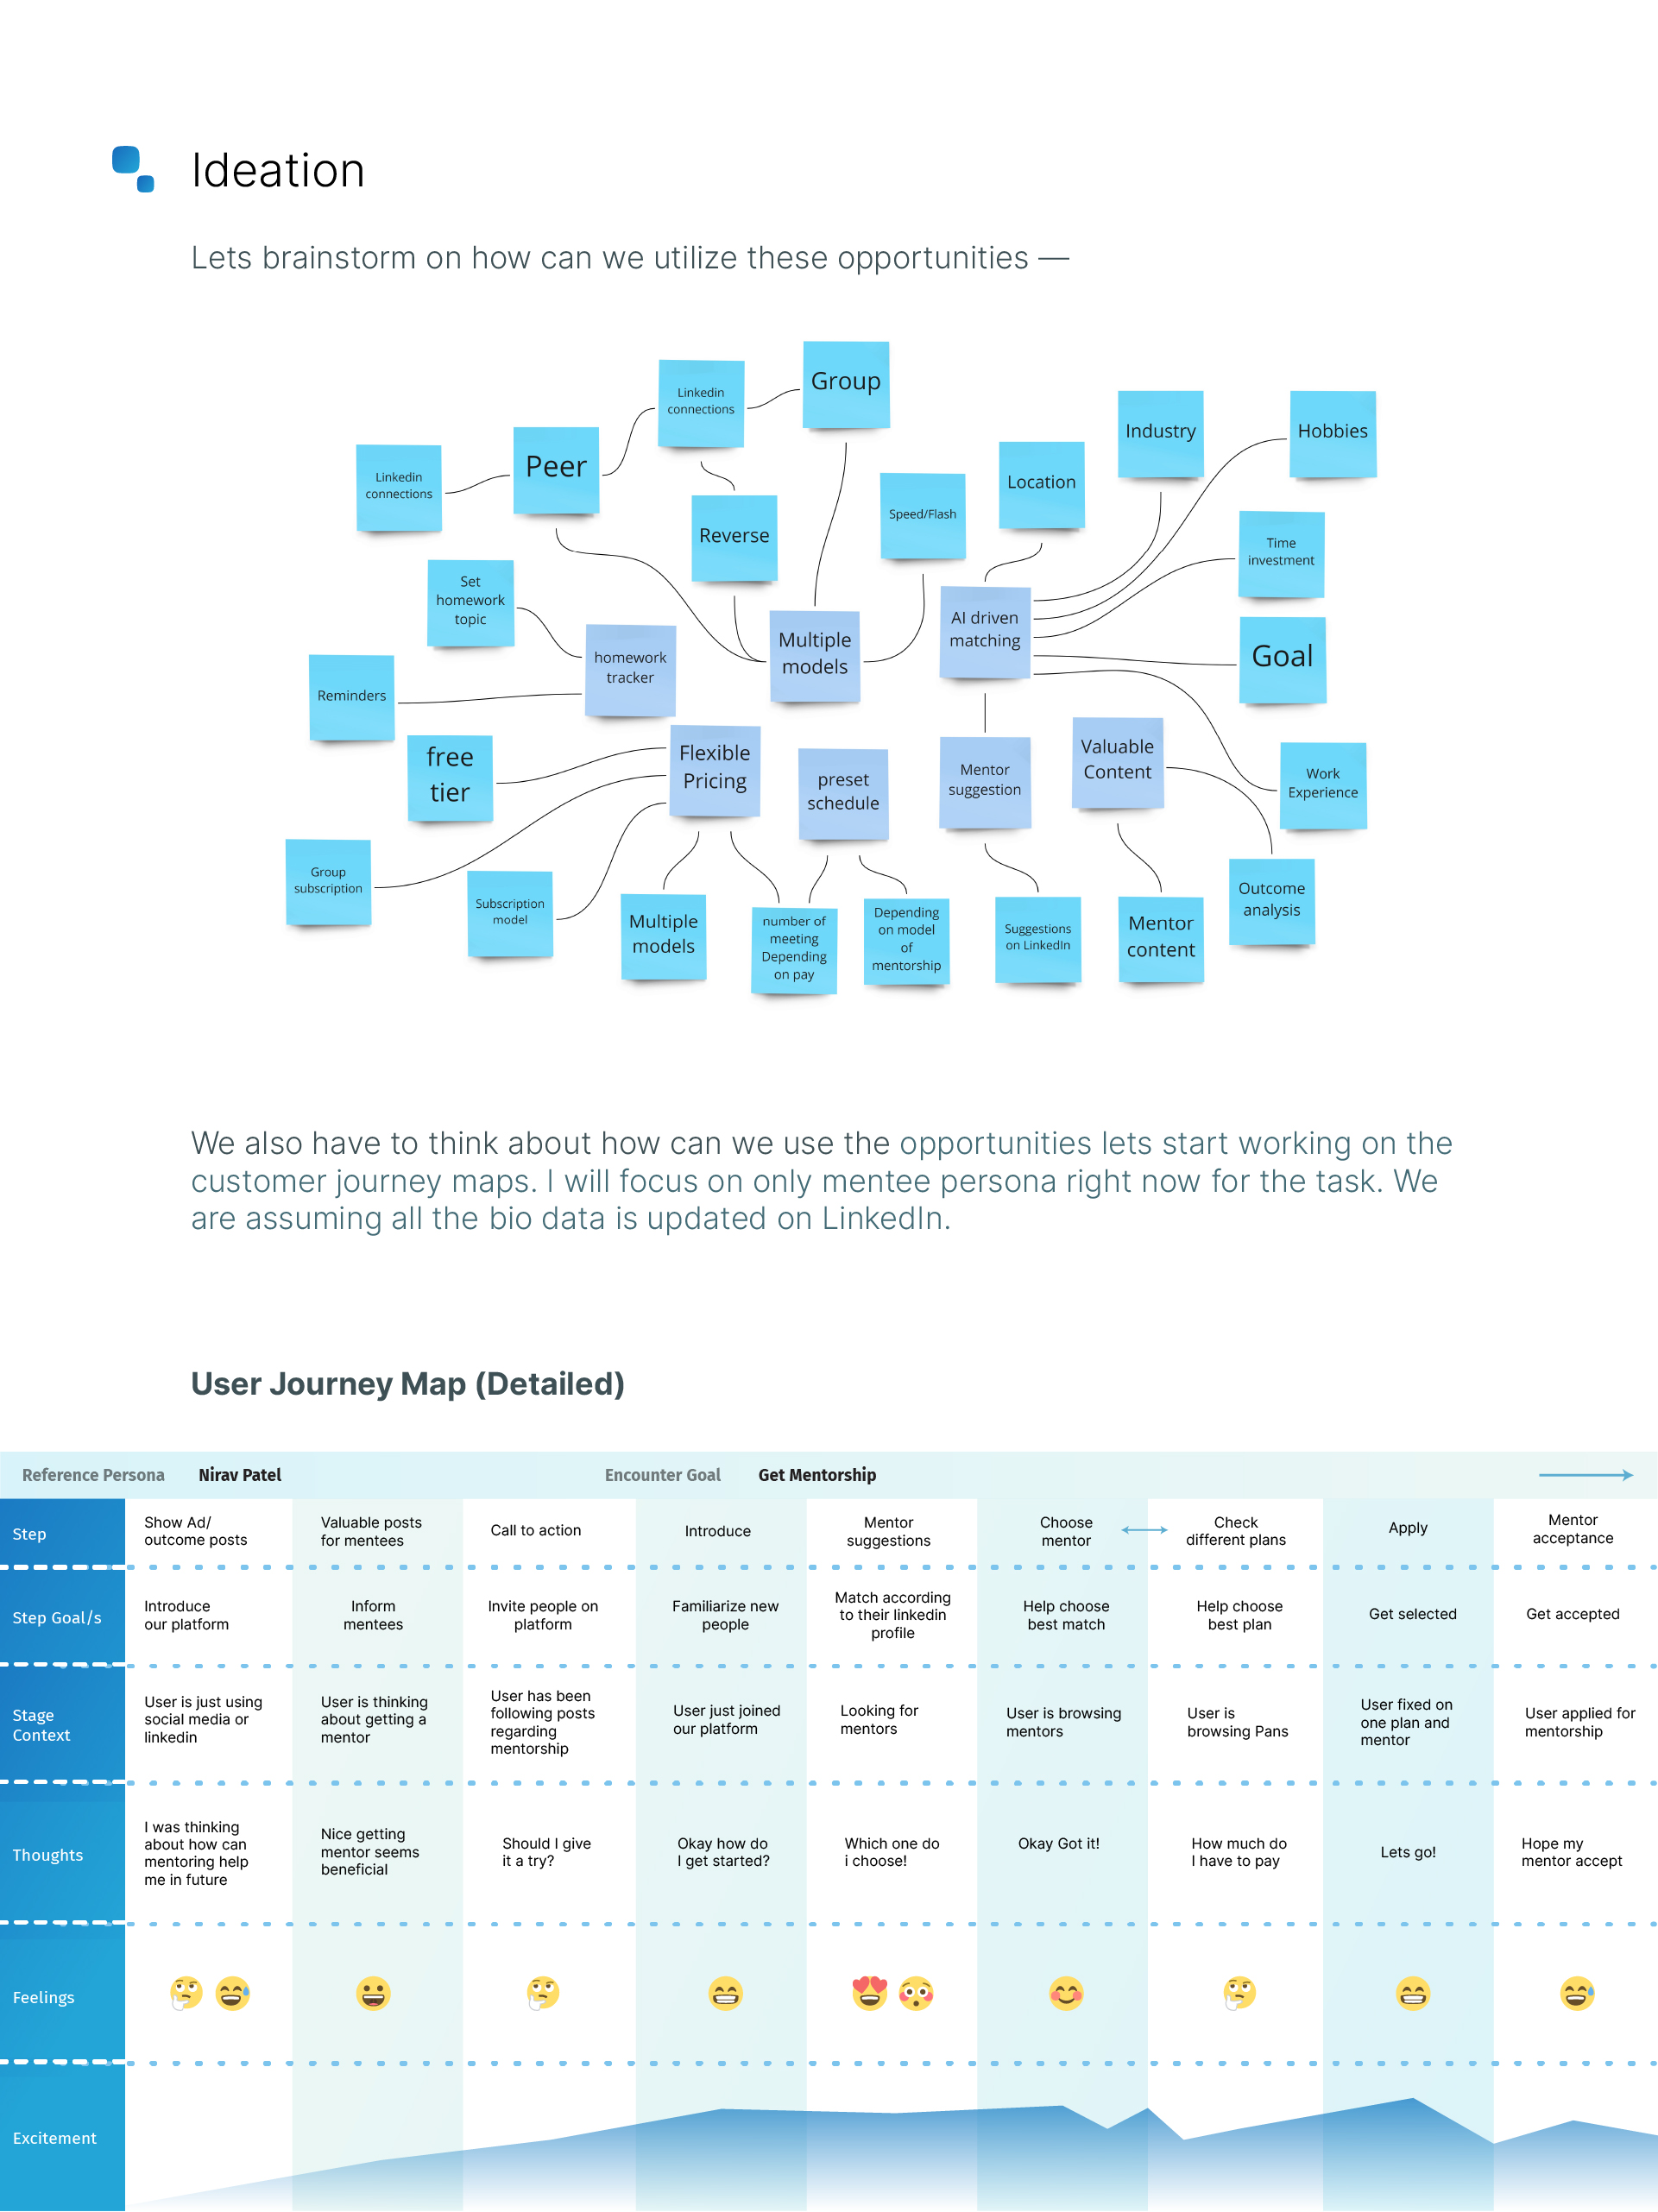 Ideation
Lets brainstorm on how can we utilize these opportunities —
Group
Linkedin
connections
Industry
Hobbies
Peer
Linkedin
connections
Location
Speed/Flash
Reverse
Time
investment
Set
homework
topic
AI driven
matching
Multiple
models
Goal
homework
tracker
Reminders
free
tier
Flexible
Pricing
preset
schedule
Mentor
suggestion
Valuable
Content
Work
Experience
Group
subscription
Subscription
model
Multiple
models
number of
meeting
Depending
on pay
Depending
on model
of
mentorship
Suggestions
on LinkedIn
Mentor
content
Outcome
analysis
We also have to think about how can we use the opportunities lets start working on the
customer journey maps. I will focus on only mentee persona right now for the task. We
are assuming all the bio data is updated on LinkedIn.
User Journey Map (Detailed)
Reference Persona Nirav Patel Encounter Goal Get Mentorship
Step
Show Ad/
outcome posts
Valuable posts
for mentees
Call to action
Introduce
Mentor
suggestions
Choose
mentor
Check
different plans
Apply
Mentor
acceptance
Step Goal/s
Introduce
our platform
Inform
mentees
Invite people on
platform
Familiarize new
people
Match according
to their linkedin
profile
Help choose
best match
Help choose
best plan
Get selected
Get accepted
Stage
Context
User is just using
social media or
linkedin
User is thinking
about getting a
mentor
User has been
following posts
regarding
mentorship
User just joined
our platform
Looking for
mentors
User is browsing
mentors
User is
browsing Pans
User fixed on
one plan and
mentor
User applied for
mentorship
Thoughts
I was thinking
about how can
mentoring help
me in future
Nice getting
mentor seems
beneficial
Should I give
it a try?
Okay how do
I get started?
Which one do
i choose!
Okay Got it!
How much do
I have to pay
Lets go!
Hope my
mentor accept
Feelings
Excitement